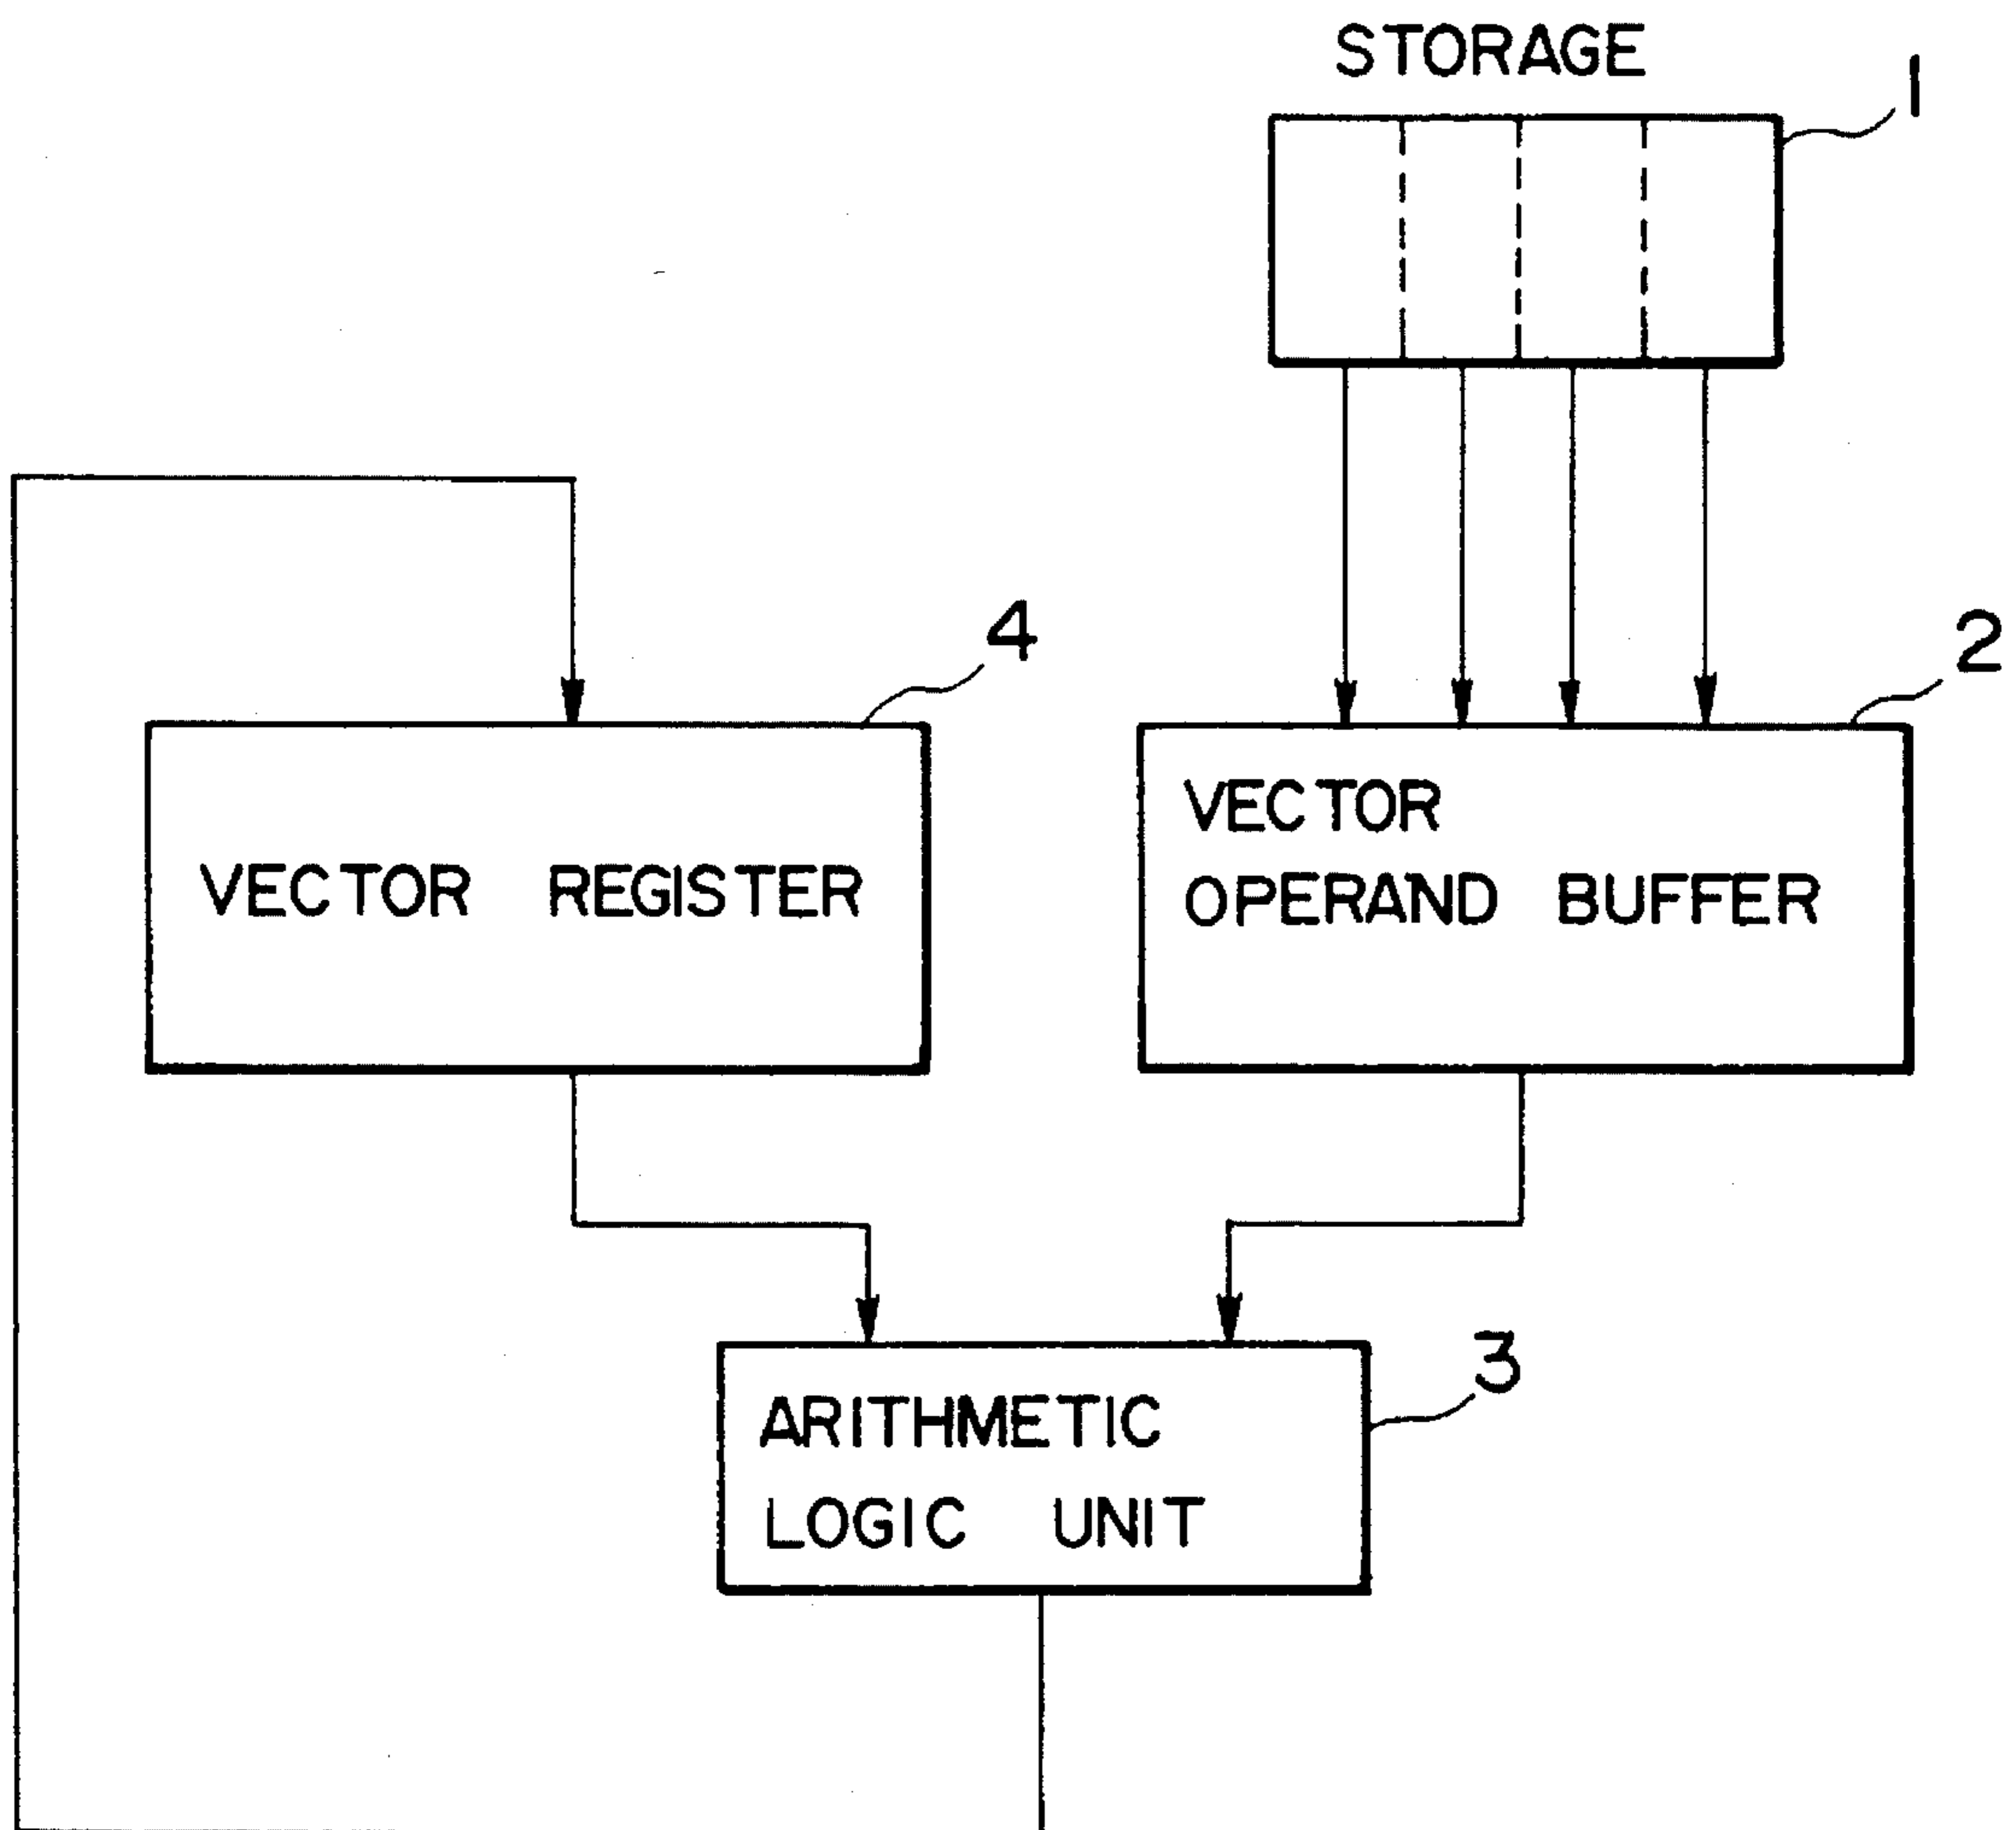 STORAGE
1
4
2
VECTOR REGISTER
VECTOR
OPERAND BUFFER
3
ARITHMETIC
LOGIC UNIT